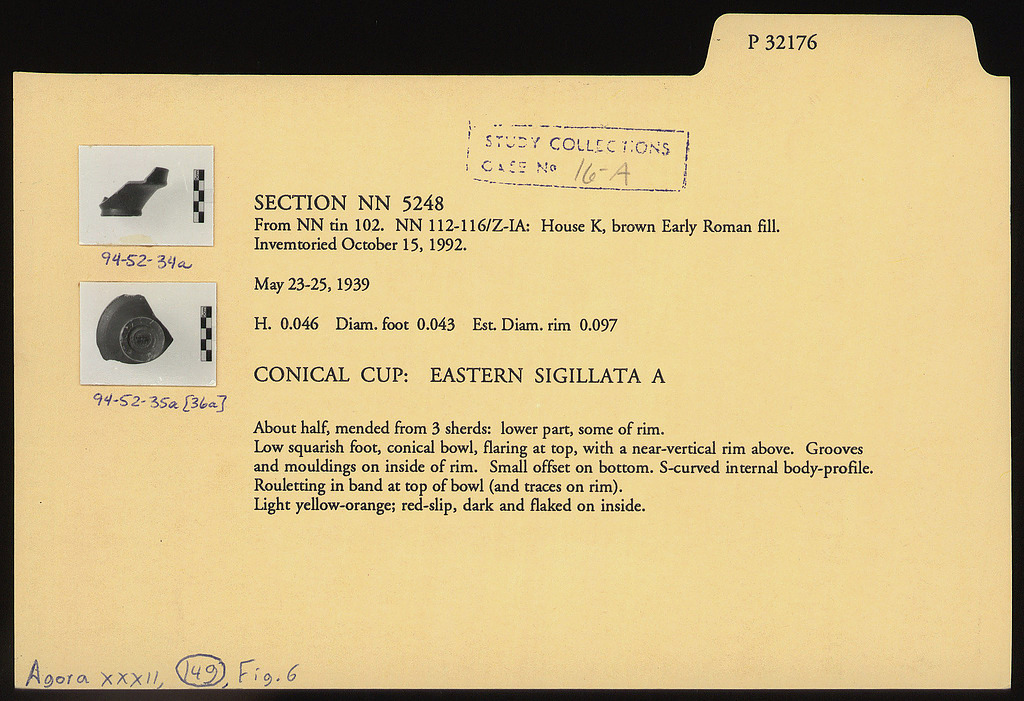 P 32176
STUDY COLLECTIONS
CASE No 16-A
94-52-34a
94-52-35a [36a]
SECTION NN 5248
From NN tin 102. NN 112-116/Z-IA: House K, brown Early Roman fill.
Invemtoried October 15, 1992.
May 23-25, 1939
H. 0.046 Diam. foot 0.043 Est. Diam. rim 0.097
CONICAL CUP: EASTERN SIGILLATA A
About half, mended from 3 sherds: lower part, some of rim.
Low squarish foot, conical bowl, flaring at top, with a near-vertical rim above. Grooves
and mouldings on inside of rim. Small offset on bottom. S-curved internal body-profile.
Rouletting in band at top of bowl (and traces on rim).
Light yellow-orange; red-slip, dark and flaked on inside.
Agora XXXII, 149, Fig. 6